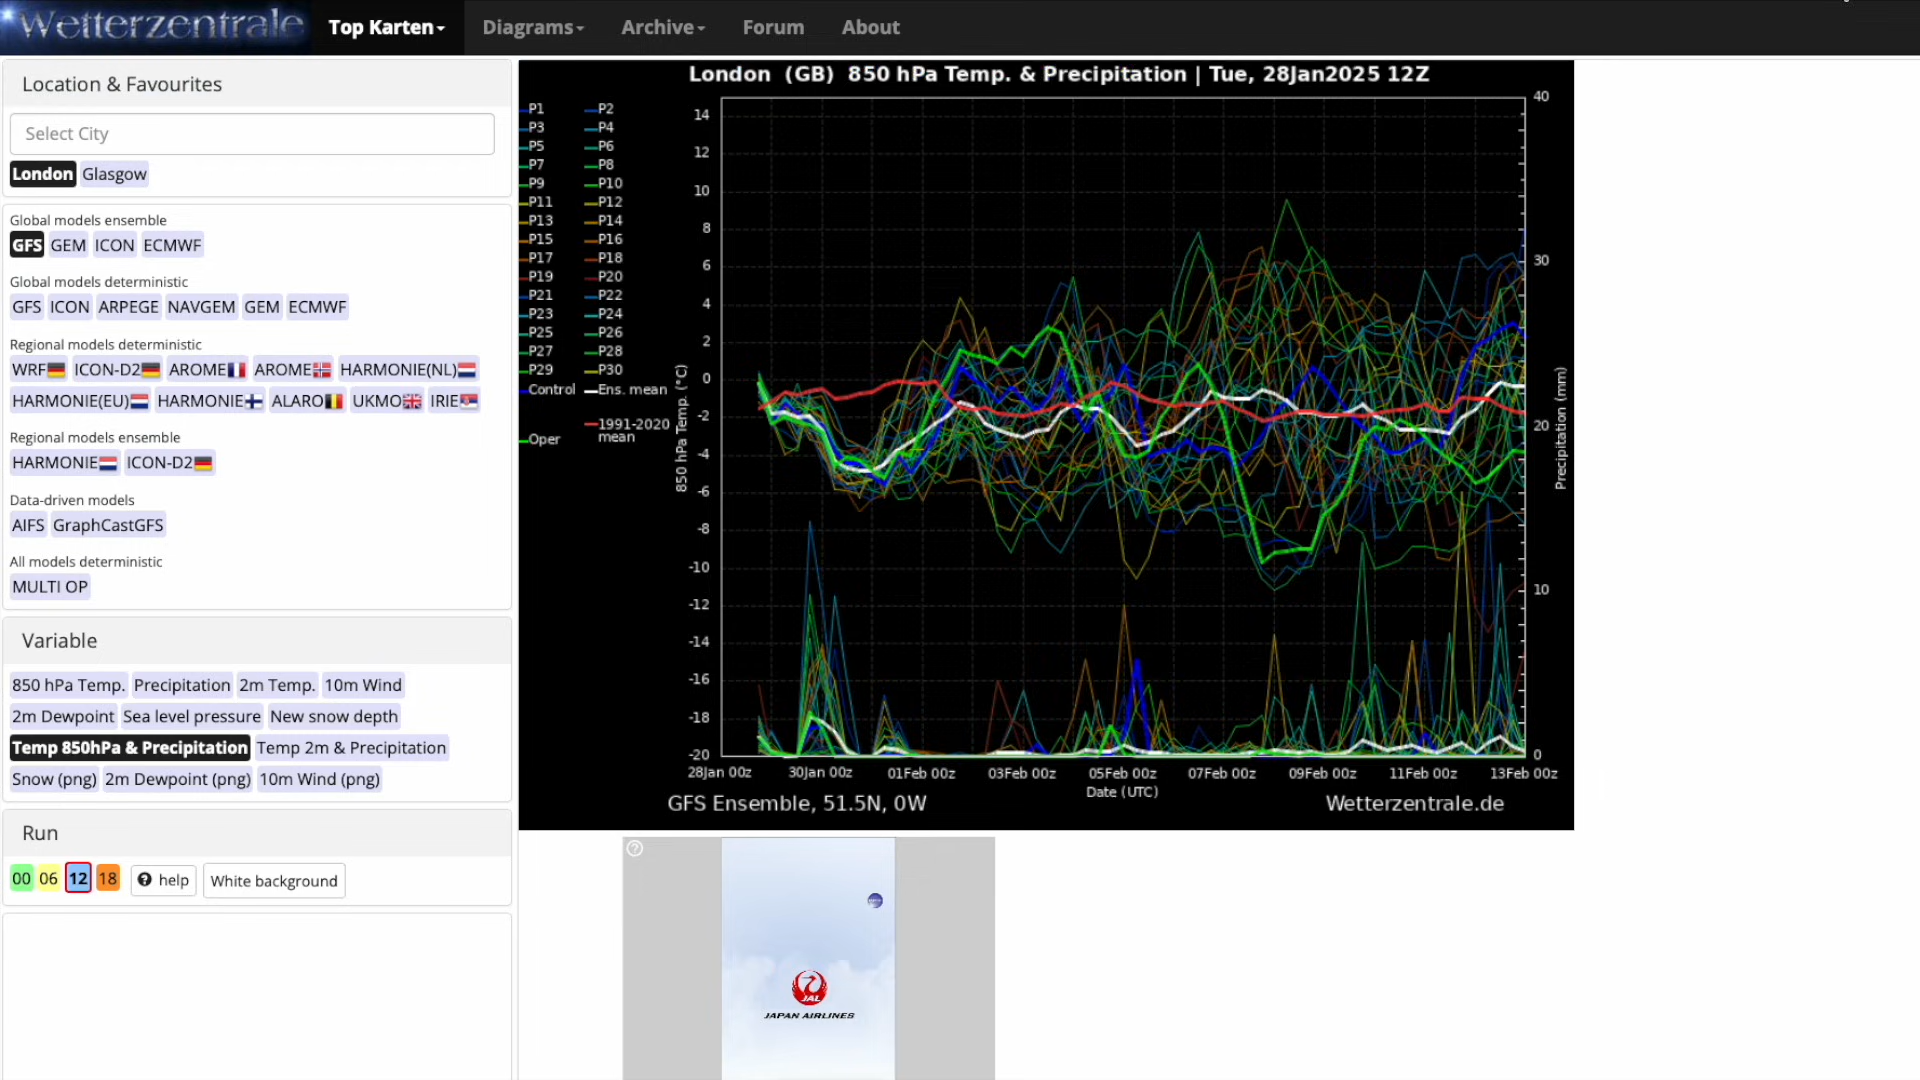 Wetterzentrale
Top Karten
Diagrams
Archive
Forum
About
Location & Favourites
Select City
London Glasgow
Global models ensemble
GFS GEM ICON ECMWF
Global models deterministic
GFS ICON ARPEGE NAVGEM GEM ECMWF
Regional models deterministic
WRF ICON-D2 AROME AROME HARMONIE(NL)
HARMONIE(EU) HARMONIE ALARO UKMO IRIE
Regional models ensemble
HARMONIE ICON-D2
Data-driven models
AIFS GraphCastGFS
All models deterministic
MULTI OP
Variable
850 hPa Temp. Precipitation 2m Temp. 10m Wind
2m Dewpoint Sea level pressure New snow depth
Temp 850hPa & Precipitation Temp 2m & Precipitation
Snow (png) 2m Dewpoint (png) 10m Wind (png)
Run
00 06 12 18 help White background
London (GB) 850 hPa Temp. & Precipitation | Tue, 28Jan2025 12Z
P1 P2
P3 P4
P5 P6
P7 P8
P9 P10
P11 P12
P13 P14
P15 P16
P17 P18
P19 P20
P21 P22
P23 P24
P25 P26
P27 P28
P29 P30
Control Ens. mean
1991-2020
mean
Oper
850 hPa Temp. (°C)
14
12
10
8
6
4
2
0
-2
-4
-6
-8
-10
-12
-14
-16
-18
-20
40
30
20
10
0
Precipitation (mm)
28Jan 00z 30Jan 00z 01Feb 00z 03Feb 00z 05Feb 00z 07Feb 00z 09Feb 00z 11Feb 00z 13Feb 00z
Date (UTC)
GFS Ensemble, 51.5N, 0W Wetterzentrale.de
JAL
JAPAN AIRLINES